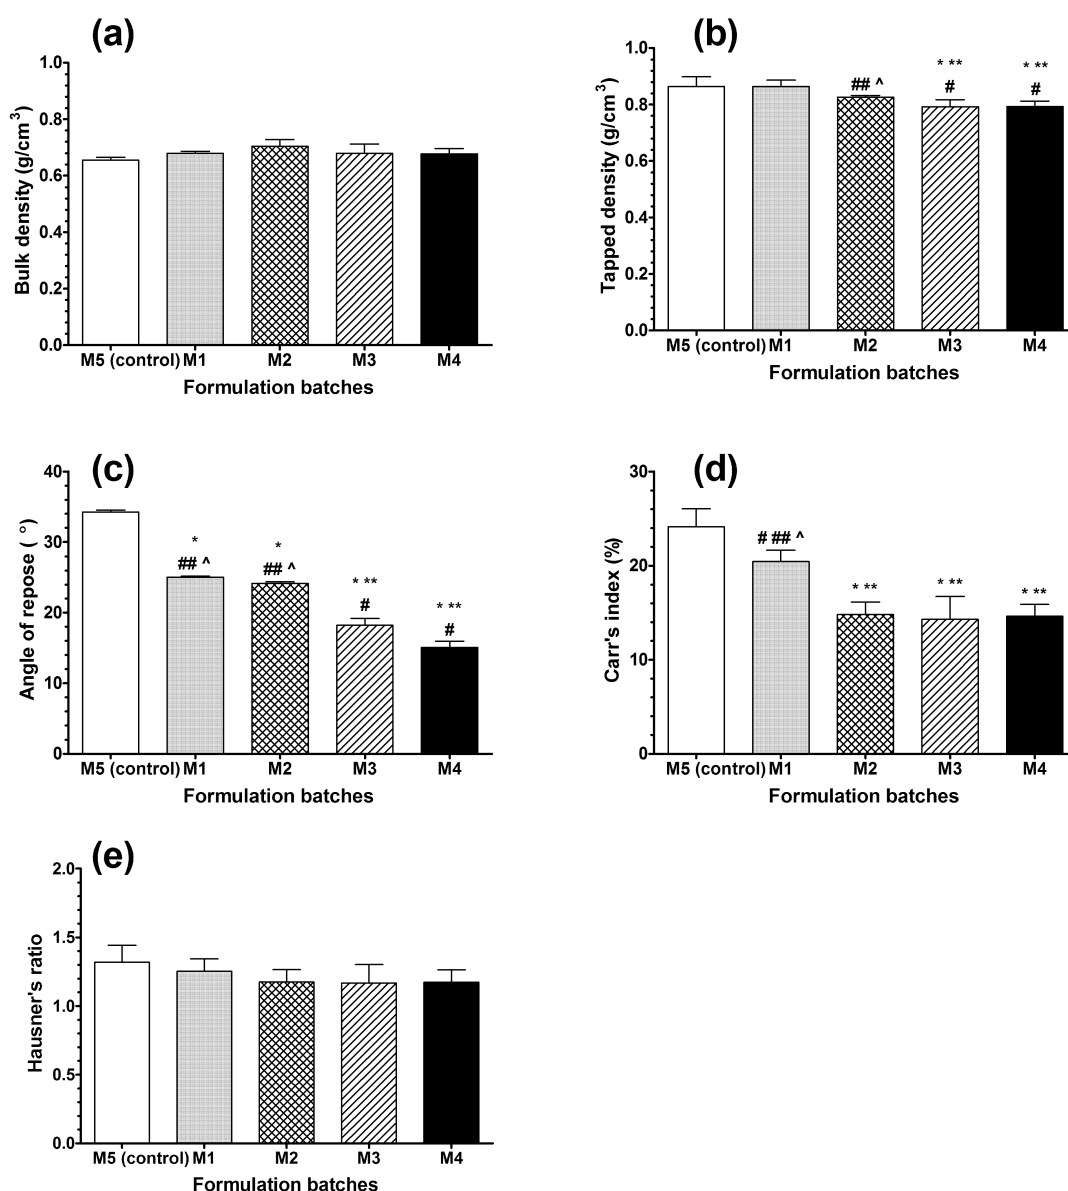 (a)
Bulk density (g/cm3)
1.0
0.8
0.6
0.4
0.2
0.0
M5 (control) M1 M2 M3 M4
Formulation batches
(b)
Tapped density (g/cm3)
1.0
0.8
0.6
0.4
0.2
0.0
* ** * **
## ^ # #
M5 (control) M1 M2 M3 M4
Formulation batches
(c)
Angle of repose ( °)
40
30
20
10
0
* *
## ^ ## ^
* ** * **
# #
M5 (control) M1 M2 M3 M4
Formulation batches
(d)
Carr's index (%)
30
20
10
0
# ## ^
* ** * ** * **
M5 (control) M1 M2 M3 M4
Formulation batches
(e)
Hausner's ratio
2.0
1.5
1.0
0.5
0.0
M5 (control) M1 M2 M3 M4
Formulation batches